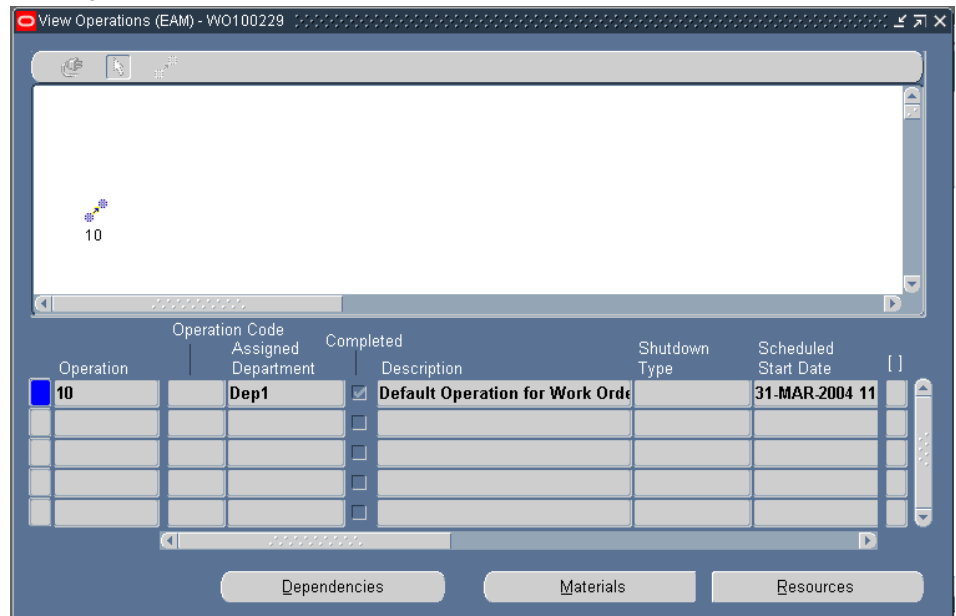 View Operations (EAM) - WO100229
10
Operation Code
Assigned Completed Shutdown Scheduled
Operation Department Description Type Start Date [ ]
10 Dep1 Default Operation for Work Orde 31-MAR-2004 11
Dependencies Materials Resources